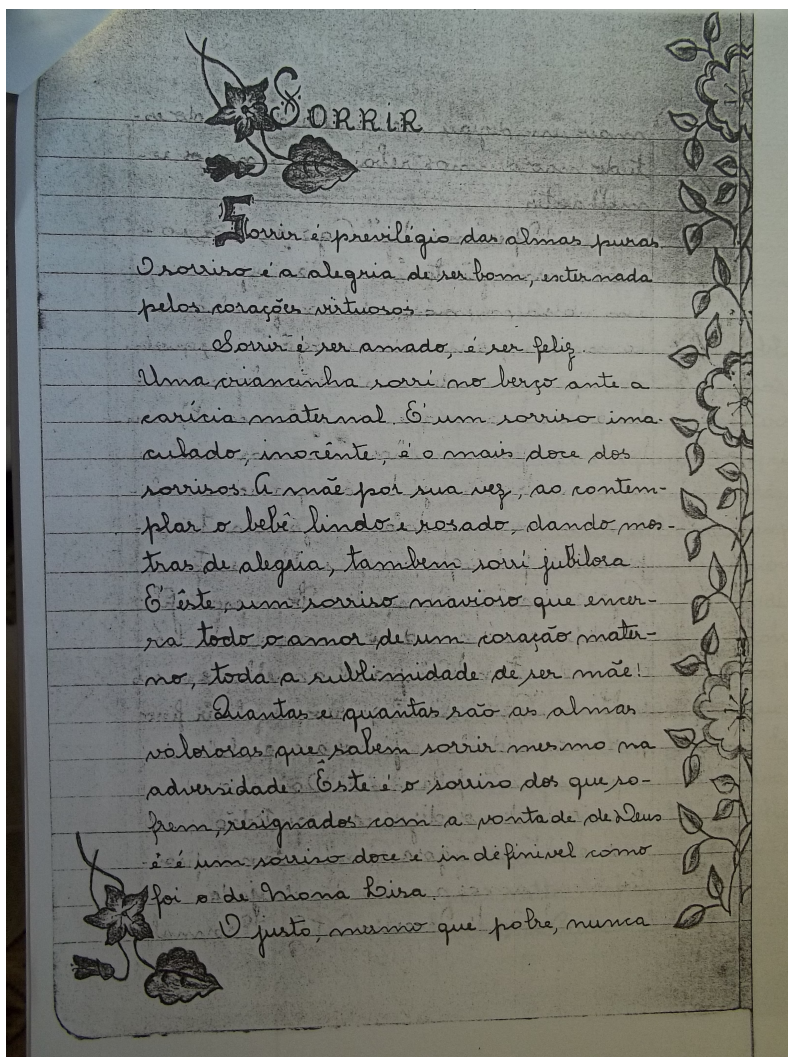 SORRIR
Sorrir é previlégio das almas puras.
O sorriso é a alegria de ser bom, externada
pelos corações virtuosos.
Sorrir é ser amado, é ser feliz.
Uma criancinha sorri no berço ante a
carícia maternal. É um sorriso ima-
culado, inocênte, é o mais doce dos
sorrisos. A mãe por sua vez, ao contem-
plar o bebê lindo e rosado, dando mos-
tras de alegria, tambem sorri jubilosa.
É êste, um sorriso mavioso que encer-
ra todo o amor de um coração mater-
no, toda a sublimidade de ser mãe!
Quantas e quantas são as almas
valorosas que sabem sorrir mesmo na
adversidade. Êste é o sorriso dos que so-
frem, resignados com a vontade de Deus
é é um sorriso doce e indefinivel como
foi o de Mona Lisa.
O justo, mesmo que pobre, nunca